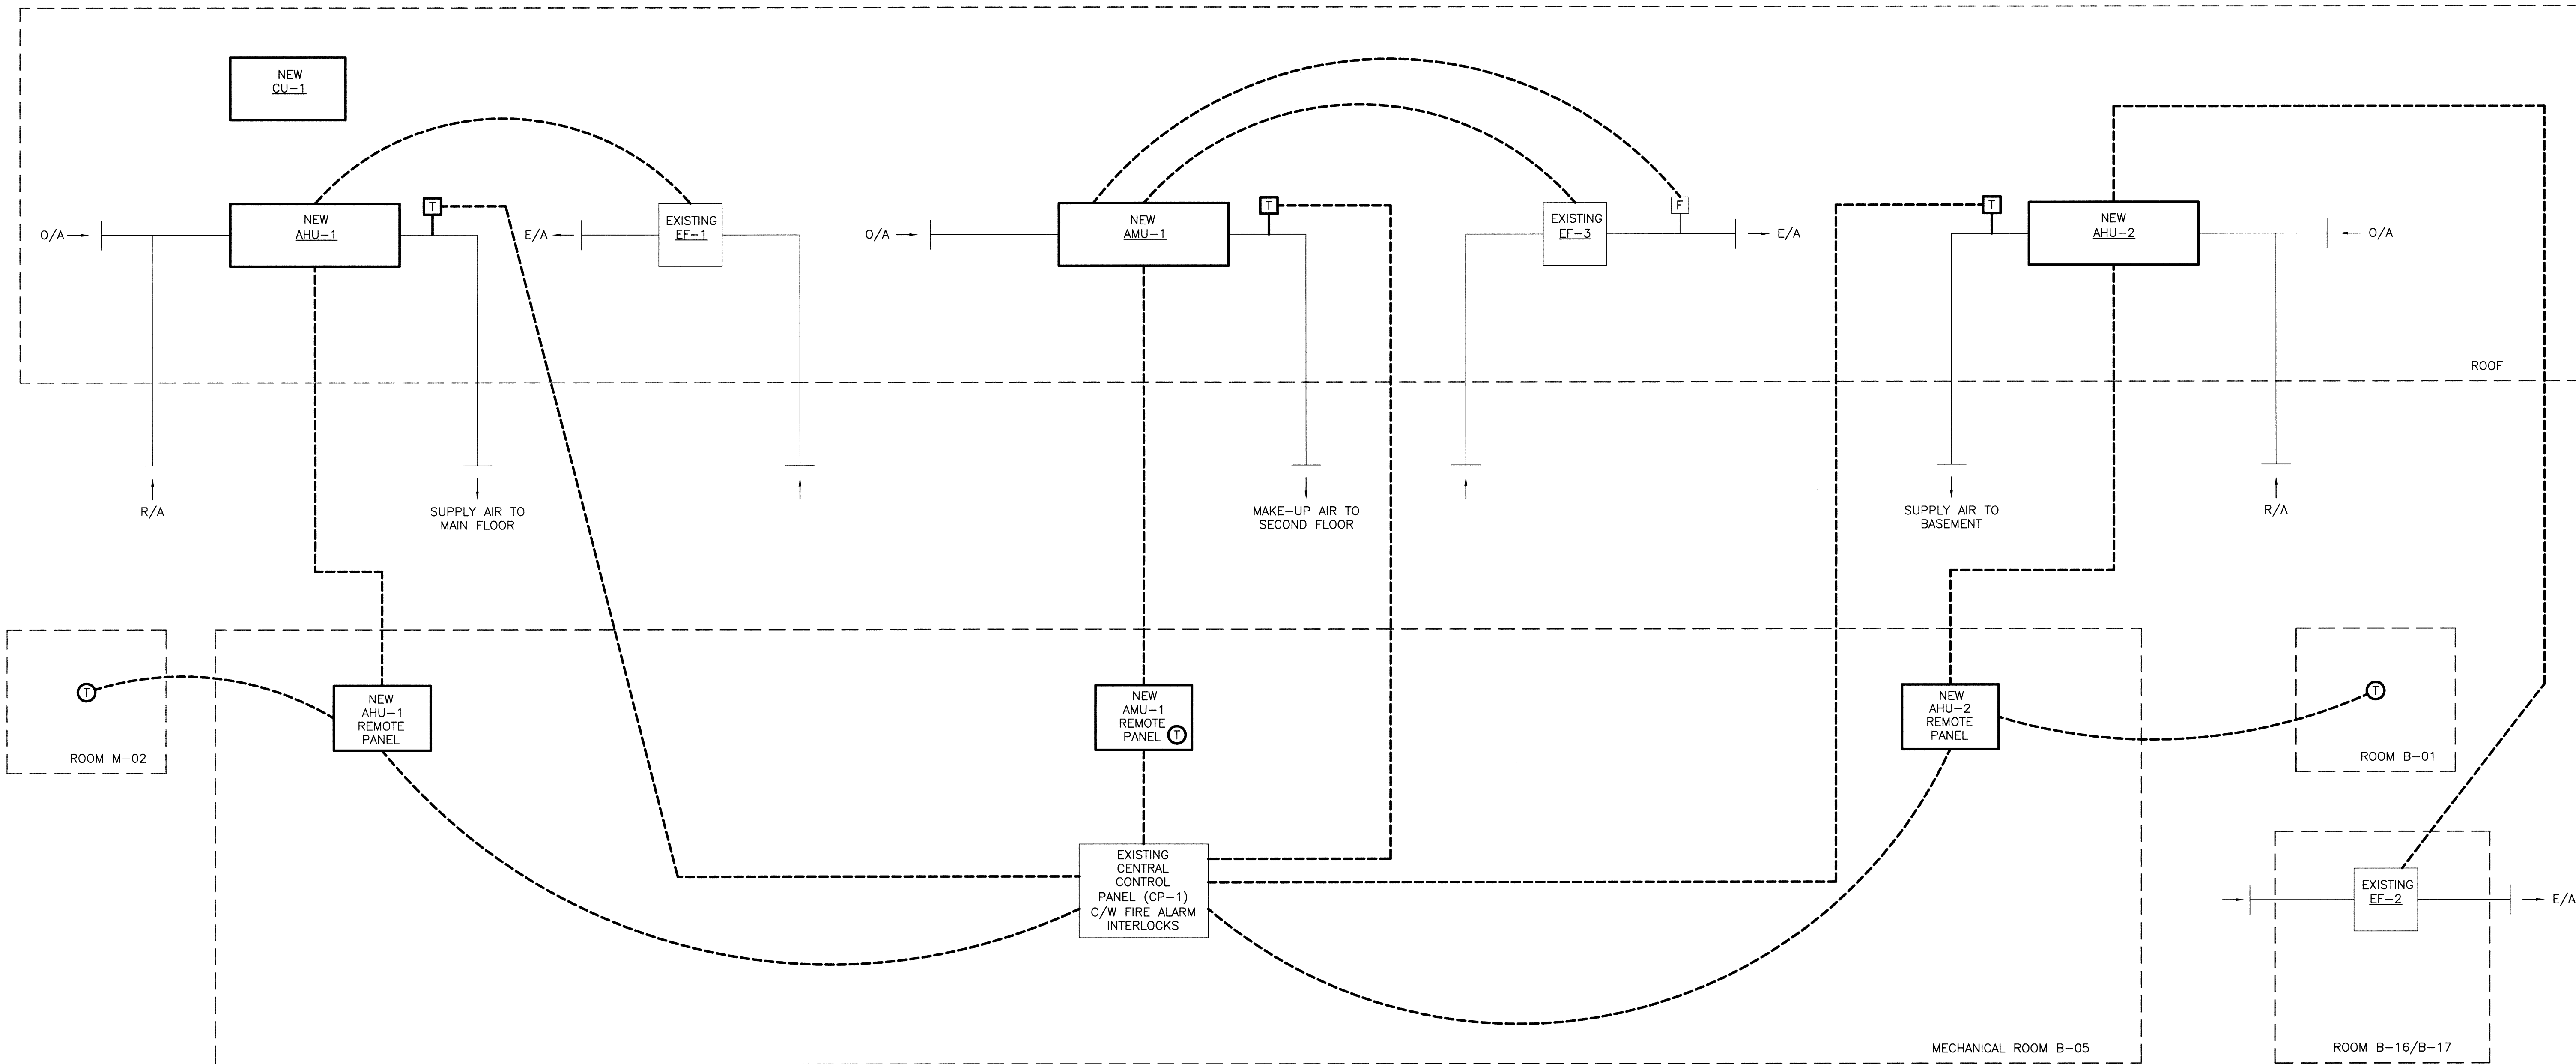 NEW
CU-1
O/A
NEW
AHU-1
T
E/A
EXISTING
EF-1
O/A
NEW
AMU-1
T
EXISTING
EF-3
F
E/A
T
NEW
AHU-2
O/A
ROOF
R/A
SUPPLY AIR TO
MAIN FLOOR
MAKE-UP AIR TO
SECOND FLOOR
SUPPLY AIR TO
BASEMENT
R/A
T
ROOM M-02
NEW
AHU-1
REMOTE
PANEL
NEW
AMU-1
REMOTE
PANEL T
NEW
AHU-2
REMOTE
PANEL
T
ROOM B-01
EXISTING
CENTRAL
CONTROL
PANEL (CP-1)
C/W FIRE ALARM
INTERLOCKS
EXISTING
EF-2
E/A
MECHANICAL ROOM B-05
ROOM B-16/B-17